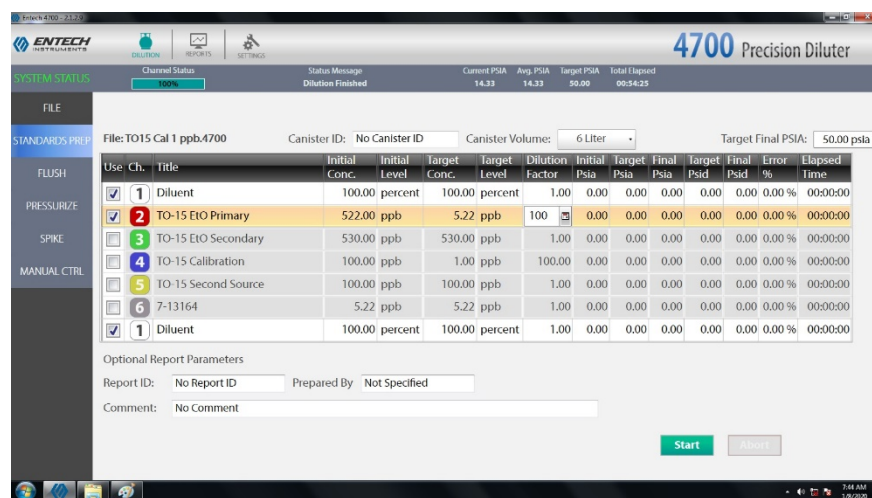 Entech 4700 - 2.1.2.9
ENTECH
INSTRUMENTS
DILUTION
REPORTS
SETTINGS
4700 Precision Diluter
SYSTEM STATUS
Channel Status Status Message Current PSIA Avg. PSIA Target PSIA Total Elapsed
100% Dilution Finished 14.33 14.33 50.00 00:54:25
FILE
STANDARDS PREP
FLUSH
PRESSURIZE
SPIKE
MANUAL CTRL
File: TO15 Cal 1 ppb.4700 Canister ID: No Canister ID Canister Volume: 6 Liter Target Final PSIA: 50.00 psia
Use Ch. Title Initial Conc. Initial Level Target Conc. Target Level Dilution Factor Initial Psia Target Psia Final Psia Target Psid Final Psid Error % Elapsed Time
1 Diluent 100.00 percent 100.00 percent 1.00 0.00 0.00 0.00 0.00 0.00 0.00 % 00:00:00
2 TO-15 EtO Primary 522.00 ppb 5.22 ppb 100 0.00 0.00 0.00 0.00 0.00 0.00 % 00:00:00
3 TO-15 EtO Secondary 530.00 ppb 530.00 ppb 1.00 0.00 0.00 0.00 0.00 0.00 0.00 % 00:00:00
4 TO-15 Calibration 100.00 ppb 1.00 ppb 100.00 0.00 0.00 0.00 0.00 0.00 0.00 % 00:00:00
5 TO-15 Second Source 100.00 ppb 100.00 ppb 1.00 0.00 0.00 0.00 0.00 0.00 0.00 % 00:00:00
6 7-13164 5.22 ppb 5.22 ppb 1.00 0.00 0.00 0.00 0.00 0.00 0.00 % 00:00:00
1 Diluent 100.00 percent 100.00 percent 1.00 0.00 0.00 0.00 0.00 0.00 0.00 % 00:00:00
Optional Report Parameters
Report ID: No Report ID Prepared By Not Specified
Comment: No Comment
Start Abort
7:44 AM
1/8/2020